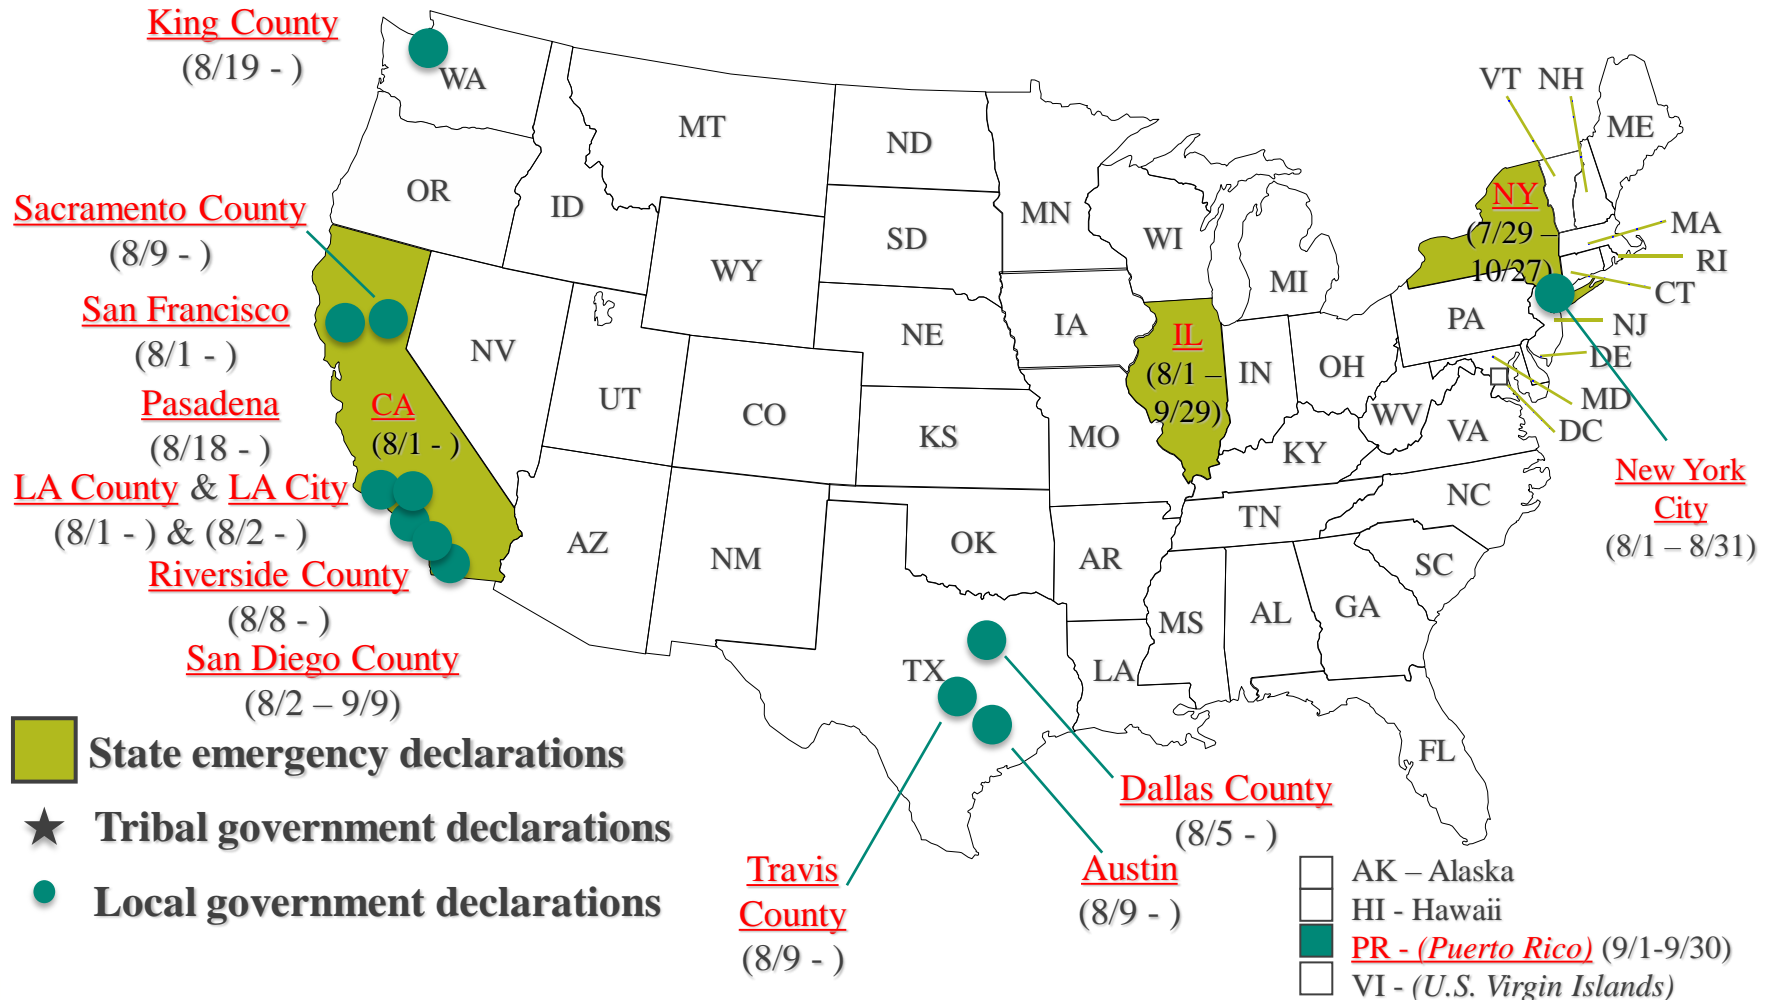 King County
(8/19 - )
WA
MT
ND
OR
ID
SD
MN
WI
MI
VT NH
ME
NY
(7/29 –
10/27)
MA
RI
CT
NJ
DE
MD
DC
Sacramento County
(8/9 - )
San Francisco
(8/1 - )
Pasadena
(8/18 - )
LA County & LA City
(8/1 - ) & (8/2 - )
Riverside County
(8/8 - )
San Diego County
(8/2 – 9/9)
CA
(8/1 - )
NV
WY
UT
CO
NE
IA
IL
(8/1 –
9/29)
IN
OH
PA
WV
VA
KY
KS
MO
AZ
NM
OK
AR
TN
NC
SC
MS
AL
GA
TX
LA
FL
New York
City
(8/1 – 8/31)
Dallas County
(8/5 - )
Austin
(8/9 - )
Travis
County
(8/9 - )
State emergency declarations
Tribal government declarations
Local government declarations
AK – Alaska
HI - Hawaii
PR - (Puerto Rico) (9/1-9/30)
VI - (U.S. Virgin Islands)